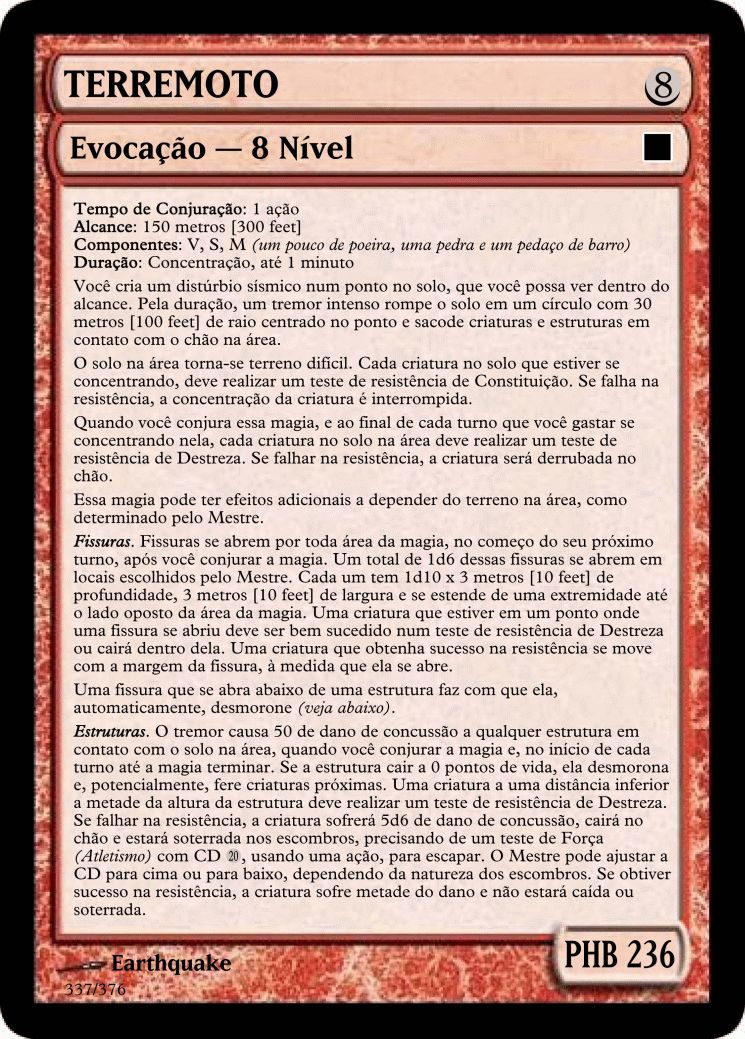 TERREMOTO
8
Evocação — 8 Nível
Tempo de Conjuração: 1 ação
Alcance: 150 metros [300 feet]
Componentes: V, S, M (um pouco de poeira, uma pedra e um pedaço de barro)
Duração: Concentração, até 1 minuto
Você cria um distúrbio sísmico num ponto no solo, que você possa ver dentro do
alcance. Pela duração, um tremor intenso rompe o solo em um círculo com 30
metros [100 feet] de raio centrado no ponto e sacode criaturas e estruturas em
contato com o chão na área.
O solo na área torna-se terreno difícil. Cada criatura no solo que estiver se
concentrando, deve realizar um teste de resistência de Constituição. Se falha na
resistência, a concentração da criatura é interrompida.
Quando você conjura essa magia, e ao final de cada turno que você gastar se
concentrando nela, cada criatura no solo na área deve realizar um teste de
resistência de Destreza. Se falhar na resistência, a criatura será derrubada no
chão.
Essa magia pode ter efeitos adicionais a depender do terreno na área, como
determinado pelo Mestre.
Fissuras. Fissuras se abrem por toda área da magia, no começo do seu próximo
turno, após você conjurar a magia. Um total de 1d6 dessas fissuras se abrem em
locais escolhidos pelo Mestre. Cada um tem 1d10 x 3 metros [10 feet] de
profundidade, 3 metros [10 feet] de largura e se estende de uma extremidade até
o lado oposto da área da magia. Uma criatura que estiver em um ponto onde
uma fissura se abriu deve ser bem sucedido num teste de resistência de Destreza
ou cairá dentro dela. Uma criatura que obtenha sucesso na resistência se move
com a margem da fissura, à medida que ela se abre.
Uma fissura que se abra abaixo de uma estrutura faz com que ela,
automaticamente, desmorone (veja abaixo).
Estruturas. O tremor causa 50 de dano de concussão a qualquer estrutura em
contato com o solo na área, quando você conjurar a magia e, no início de cada
turno até a magia terminar. Se a estrutura cair a 0 pontos de vida, ela desmorona
e, potencialmente, fere criaturas próximas. Uma criatura a uma distância inferior
a metade da altura da estrutura deve realizar um teste de resistência de Destreza.
Se falhar na resistência, a criatura sofrerá 5d6 de dano de concussão, cairá no
chão e estará soterrada nos escombros, precisando de um teste de Força
(Atletismo) com CD 20, usando uma ação, para escapar. O Mestre pode ajustar a
CD para cima ou para baixo, dependendo da natureza dos escombros. Se obtiver
sucesso na resistência, a criatura sofre metade do dano e não estará caída ou
soterrada.
PHB 236
Earthquake
337/376